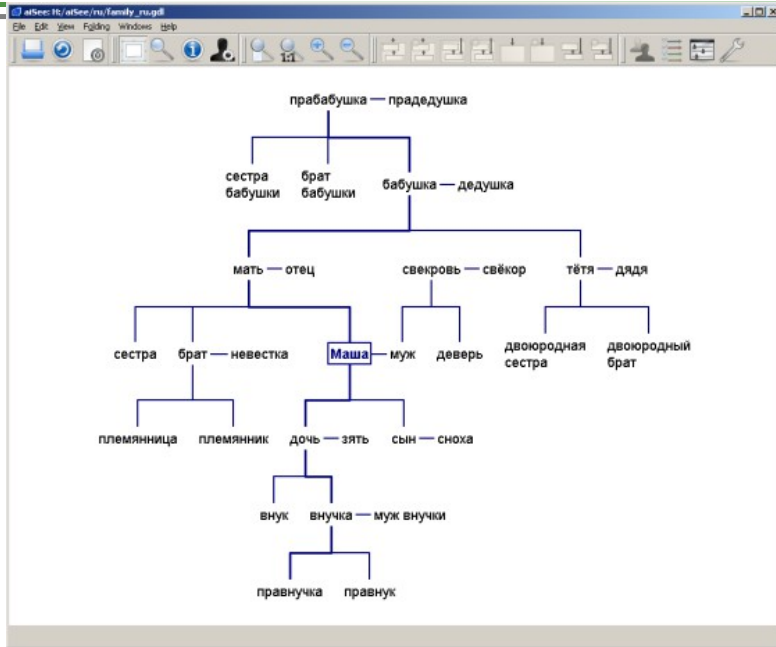 aiSee: H:/aiSee/ru/family_ru.gdl
File Edit View Folding Windows Help
1:1
прабабушка прадедушка
сестра бабушки
брат бабушки
бабушка дедушка
мать отец свекровь свёкор тётя дядя
сестра брат невестка Маша муж деверь
двоюродная сестра
двоюродный брат
племянница племянник дочь зять сын сноха
внук внучка муж внучки
правнучка правнук